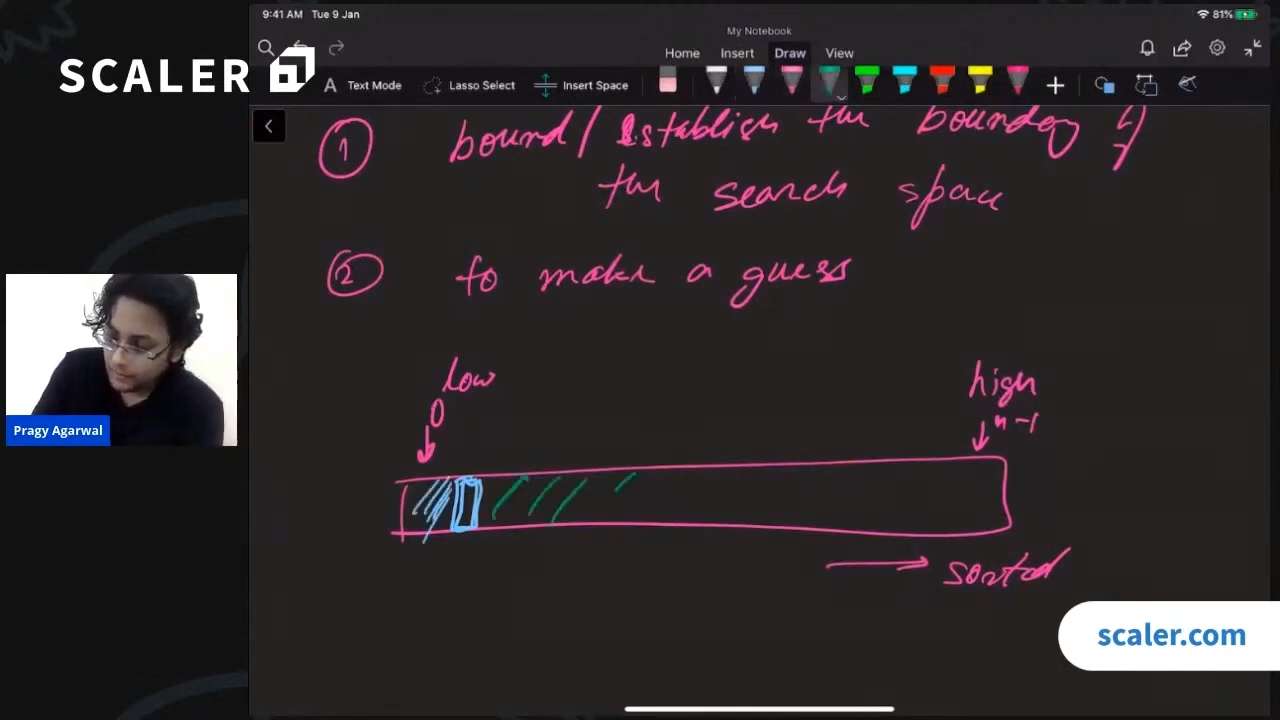 9:41 AM Tue 9 Jan
81%
My Notebook
Home Insert Draw View
SCALER
A Text Mode Lasso Select Insert Space
1 bound/ Establish the boundary of
the search space
2 to make a guess
low
high
0
n-1
Pragy Agarwal
sorted
scaler.com